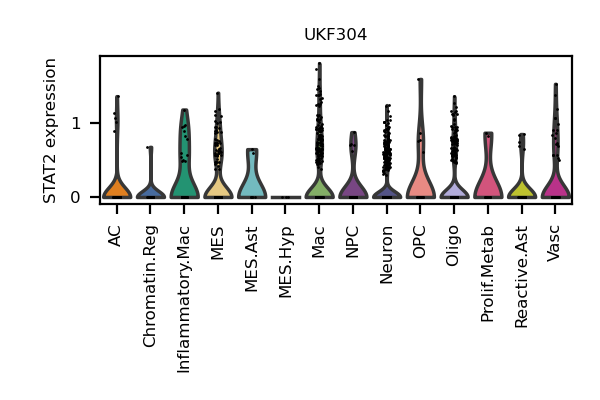 UKF304
STAT2 expression
1
0
AC
Chromatin.Reg
Inflammatory.Mac
MES
MES.Ast
MES.Hyp
Mac
NPC
Neuron
OPC
Oligo
Prolif.Metab
Reactive.Ast
Vasc